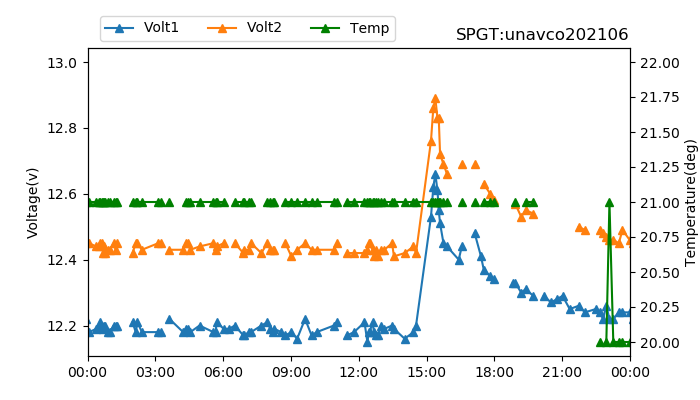 Volt1 Volt2 Temp
SPGT:unavco202106
13.0 22.00
21.75
12.8 21.50
21.25
12.6 21.00
20.75
12.4 20.50
20.25
12.2 20.00
Voltage(v)
Temperature(deg)
00:00 03:00 06:00 09:00 12:00 15:00 18:00 21:00 00:00